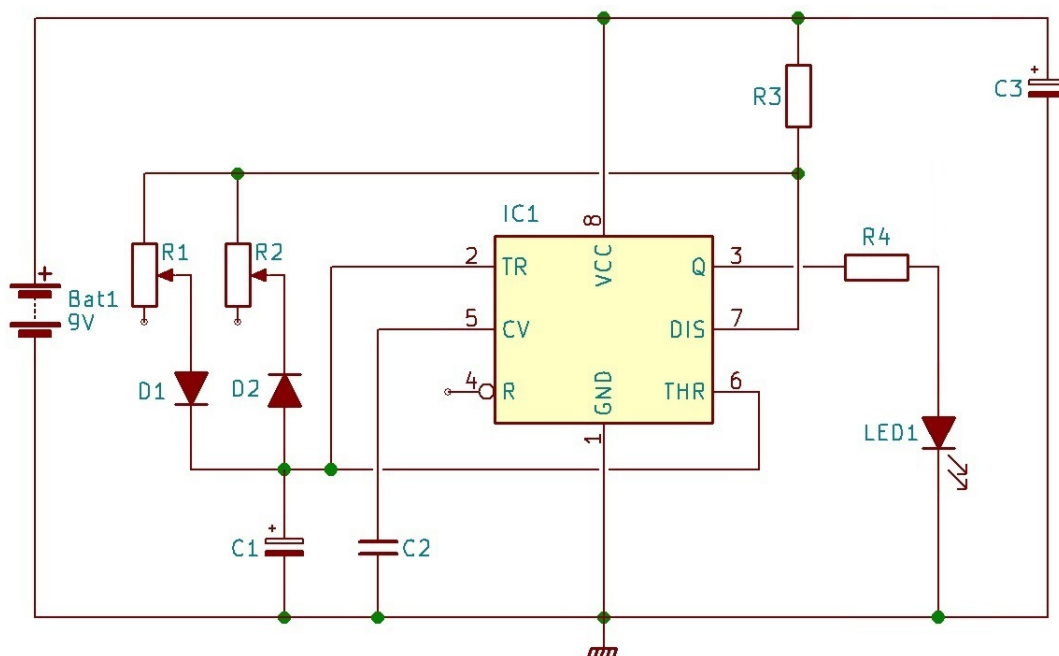 C3
R3
IC1
8
R1
R2
VCC
2
TR
Q
3
R4
Bat1
9V
5
CV
DIS
7
D1
D2
4
R
GND
THR
6
LED1
1
C1
C2
+
+
+